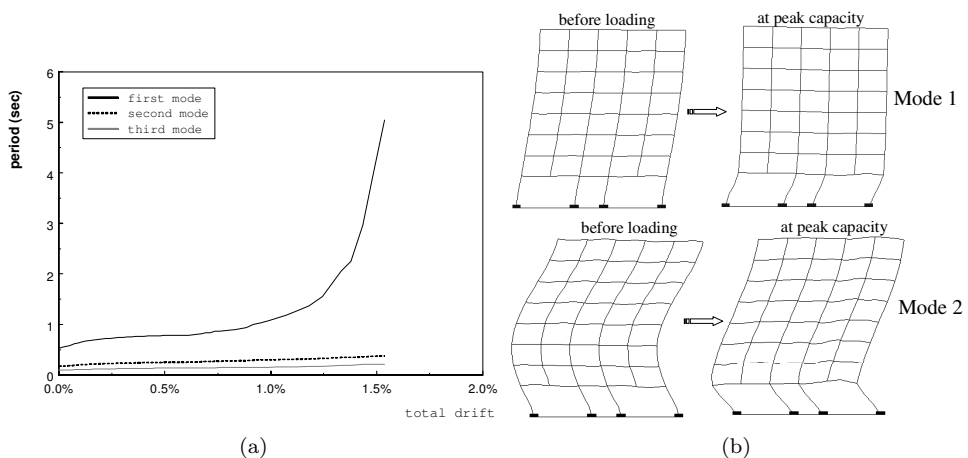 6
5
4
3
2
1
0
period (sec)
first mode
second mode
third mode
0.0%
0.5%
1.0%
1.5%
2.0%
total drift
(a)
before loading
at peak capacity
Mode 1
before loading
at peak capacity
Mode 2
(b)